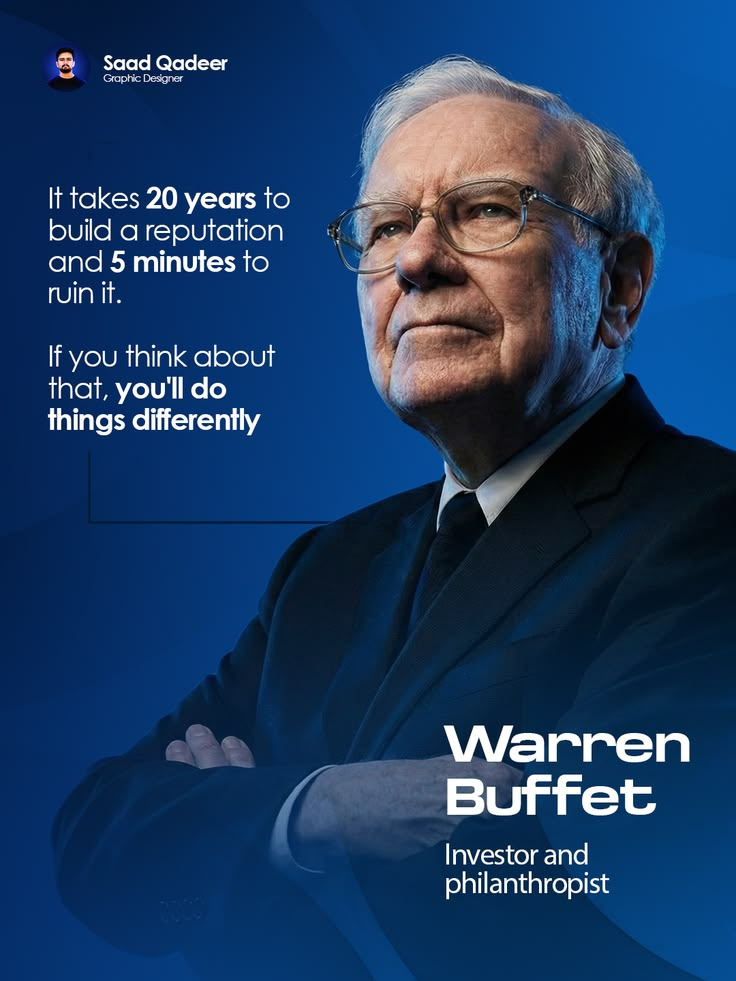 Saad Qadeer
Graphic Designer
It takes 20 years to
build a reputation
and 5 minutes to
ruin it.
If you think about
that, you'll do
things differently
Warren
Buffet
Investor and
philanthropist